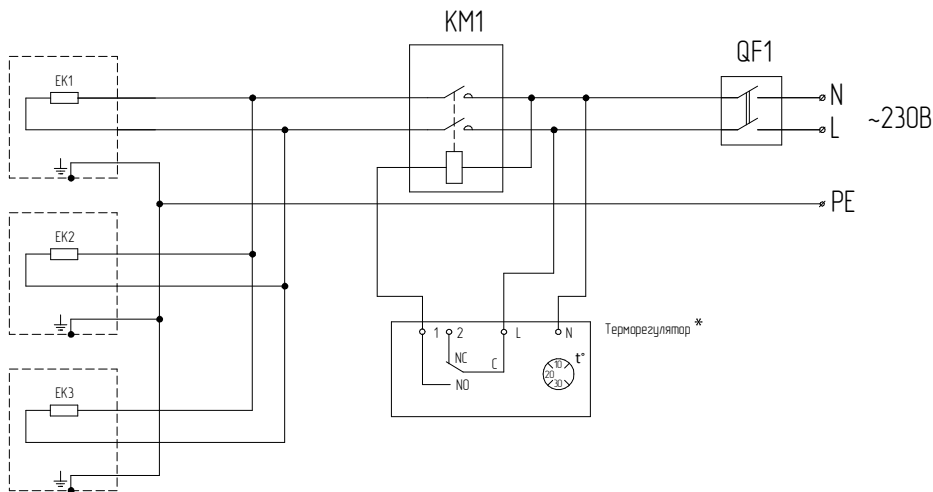 KM1
QF1
EK1
N
L
~230В
PE
EK2
1
2
L
N
Терморегулятор *
NC
C
NO
t°
10
20
30
EK3